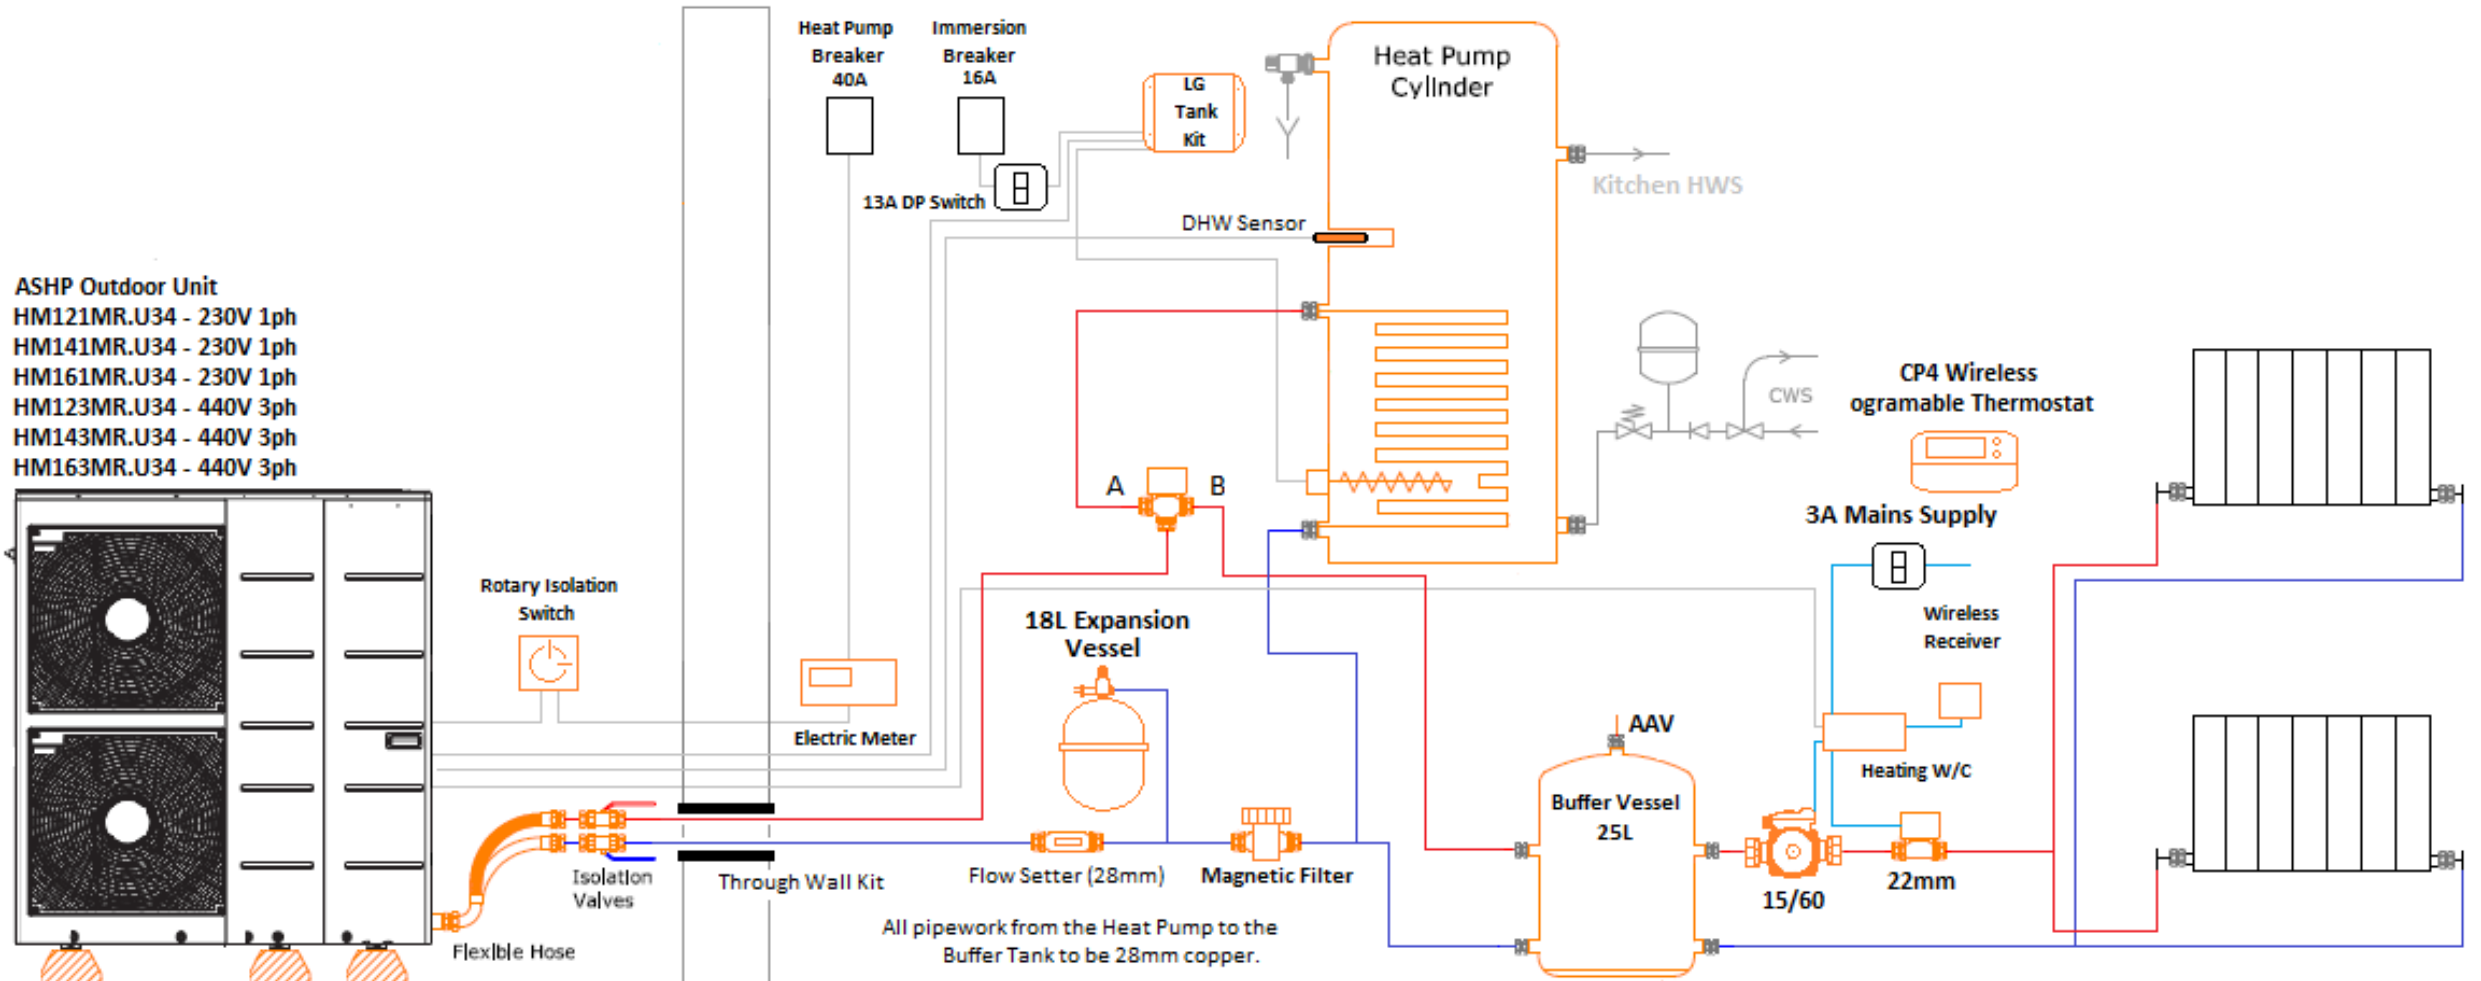 Heat Pump
Breaker
40A
Immersion
Breaker
16A
LG
Tank
Kit
Heat Pump
Cylinder
Kitchen HWS
13A DP Switch
DHW Sensor
ASHP Outdoor Unit
HM121MR.U34 - 230V 1ph
HM141MR.U34 - 230V 1ph
HM161MR.U34 - 230V 1ph
HM123MR.U34 - 440V 3ph
HM143MR.U34 - 440V 3ph
HM163MR.U34 - 440V 3ph
CWS
CP4 Wireless
ogramable Thermostat
A
B
3A Mains Supply
Rotary Isolation
Switch
18L Expansion
Vessel
Wireless
Receiver
Electric Meter
AAV
Heating W/C
Buffer Vessel
25L
Isolation
Valves
Through Wall Kit
Flow Setter (28mm)
Magnetic Filter
15/60
22mm
Flexible Hose
All pipework from the Heat Pump to the
Buffer Tank to be 28mm copper.